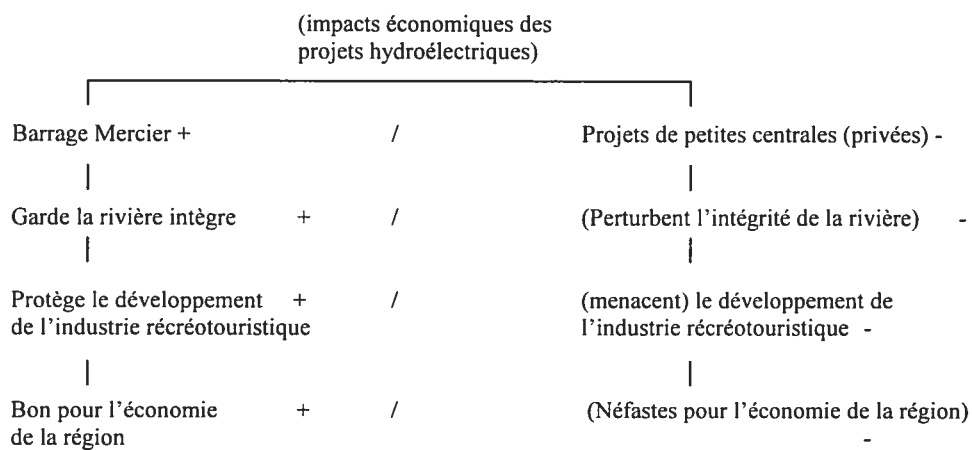 (impacts économiques des
projets hydroélectriques)
Barrage Mercier + / Projets de petites centrales (privées) -
Garde la rivière intègre + / (Perturbent l'intégrité de la rivière) -
Protège le développement + / (menacent) le développement de
de l'industrie récréotouristique l'industrie récréotouristique -
Bon pour l'économie + / (Néfastes pour l'économie de la région)
de la région -